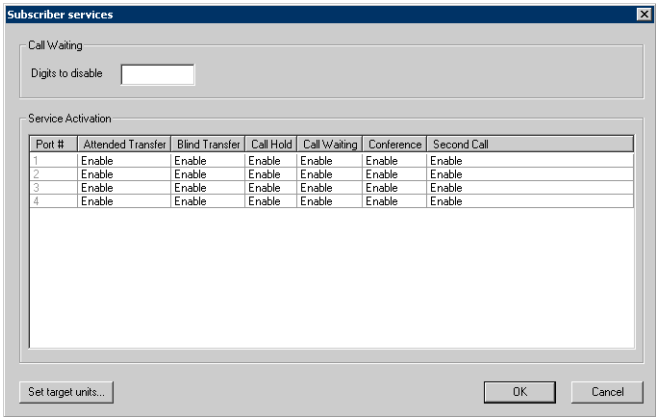 Subscriber services
Call Waiting
Digits to disable
Service Activation
Port # Attended Transfer Blind Transfer Call Hold Call Waiting Conference Second Call
1 Enable Enable Enable Enable Enable Enable
2 Enable Enable Enable Enable Enable Enable
3 Enable Enable Enable Enable Enable Enable
4 Enable Enable Enable Enable Enable Enable
Set target units... OK Cancel